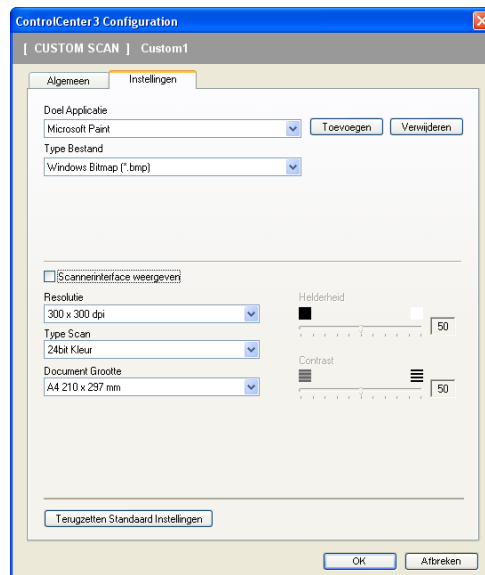 ControlCenter3 Configuration
[ CUSTOM SCAN ] Custom1
Algemeen Instellingen
Doel Applicatie
Microsoft Paint Toevoegen Verwijderen
Type Bestand
Windows Bitmap (*.bmp)
Scannerinterface weergeven
Resolutie Helderheid
300 x 300 dpi 50
Type Scan
24bit Kleur
Contrast
Document Grootte
A4 210 x 297 mm 50
Terugzetten Standaard Instellingen
OK Afbreken